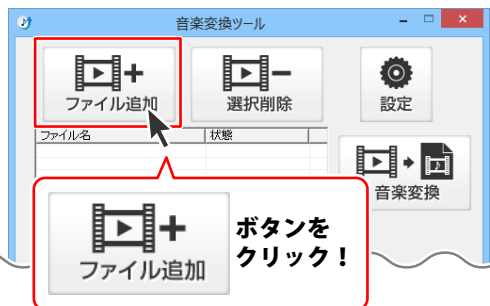 音楽変換ツール
ファイル追加
選択削除
設定
ファイル名
状態
音楽変換
ファイル追加
ボタンを
クリック！